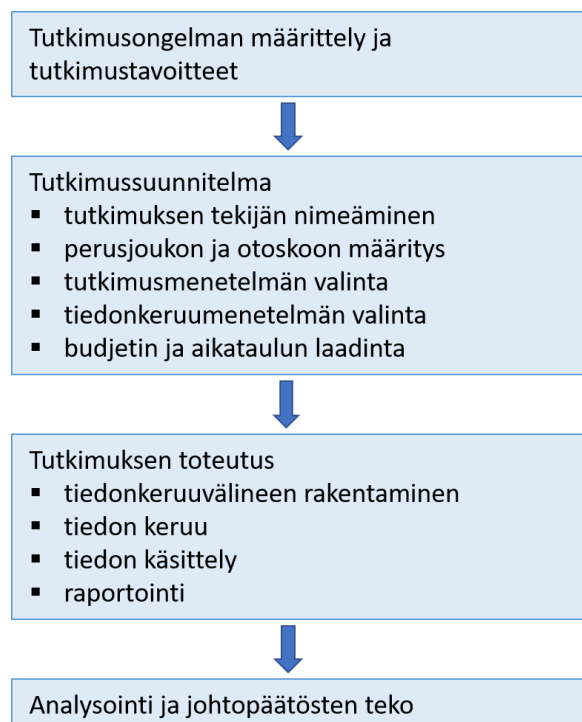 Tutkimusongelman määrittely ja
tutkimustavoitteet
Tutkimussuunnitelma
▪ tutkimuksen tekijän nimeäminen
▪ perusjoukon ja otoskoon määritys
▪ tutkimusmenetelmän valinta
▪ tiedonkeruumenetelmän valinta
▪ budjetin ja aikataulun laadinta
Tutkimuksen toteutus
▪ tiedonkeruuvälineen rakentaminen
▪ tiedon keruu
▪ tiedon käsittely
▪ raportointi
Analysointi ja johtopäätösten teko